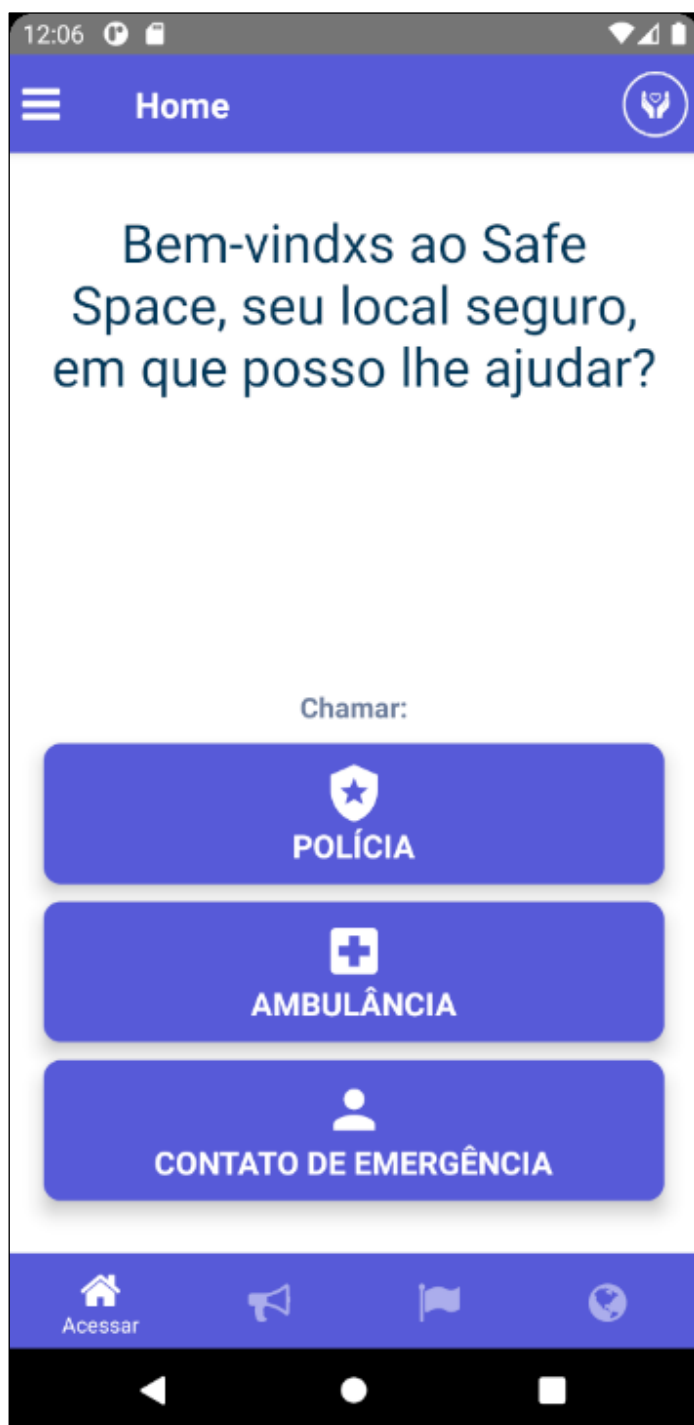 12:06
Home
Bem-vindxs ao Safe
Space, seu local seguro,
em que posso lhe ajudar?
Chamar:
POLÍCIA
AMBULÂNCIA
CONTATO DE EMERGÊNCIA
Acessar